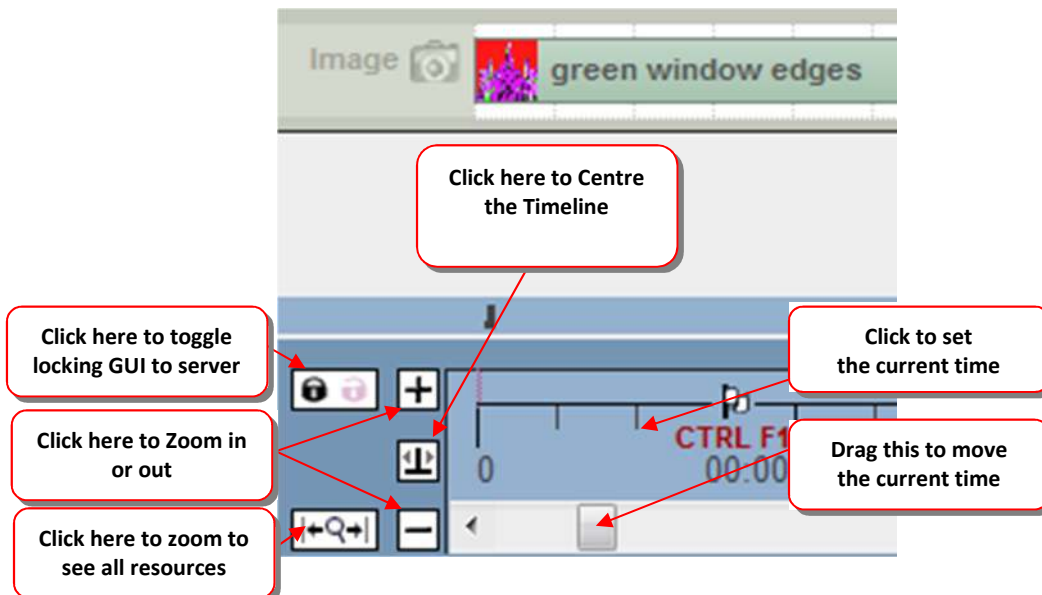 Image
green window edges
Click here to Centre
the Timeline
Click here to toggle
locking GUI to server
Click to set
the current time
Click here to Zoom in
or out
CTRL F1
0
00:00
Drag this to move
the current time
Click here to zoom to
see all resources